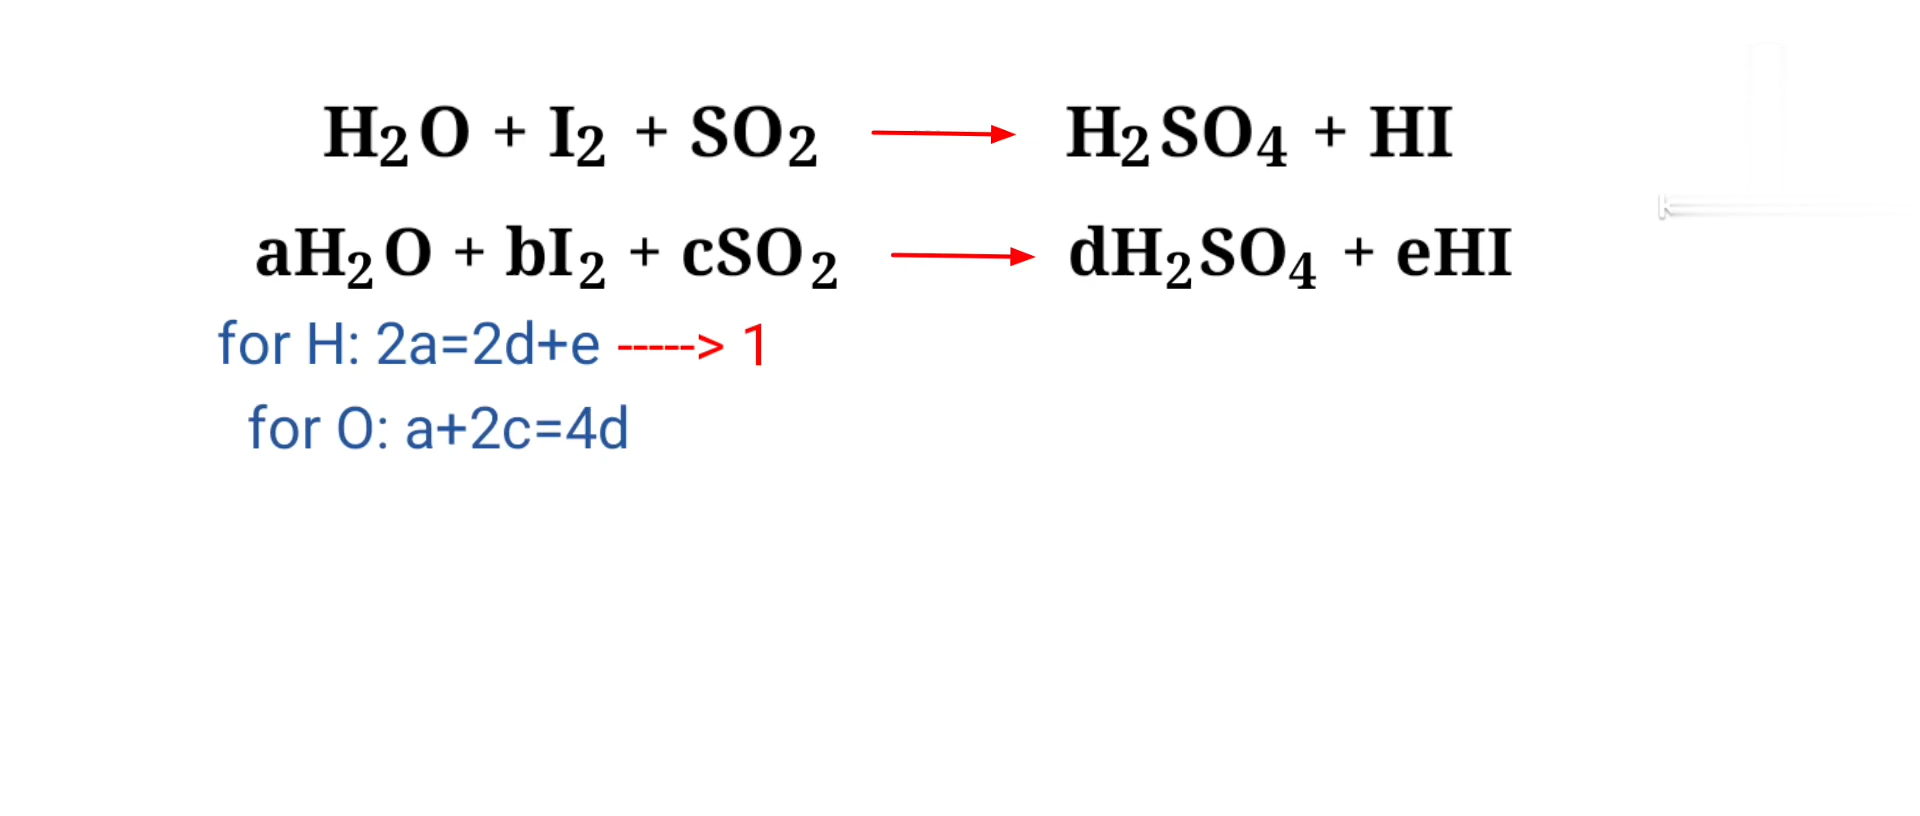 H₂O + I₂ + SO₂ ⟶ H₂SO₄ + HI
aH₂O + bI₂ + cSO₂ ⟶ dH₂SO₄ + eHI
for H: 2a=2d+e -----> 1
for O: a+2c=4d